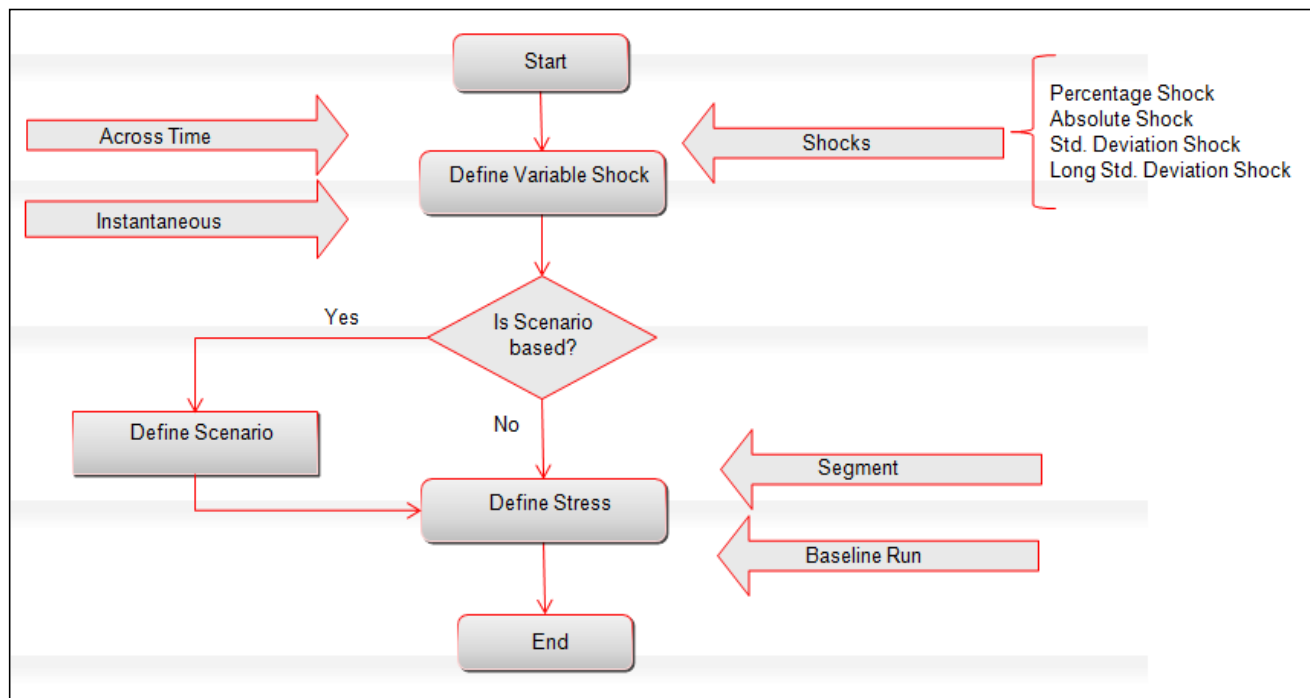 Start
Percentage Shock
Absolute Shock
Std. Deviation Shock
Long Std. Deviation Shock
Across Time
Shocks
Define Variable Shock
Instantaneous
Yes
Is Scenario
based?
Define Scenario
No
Segment
Define Stress
Baseline Run
End